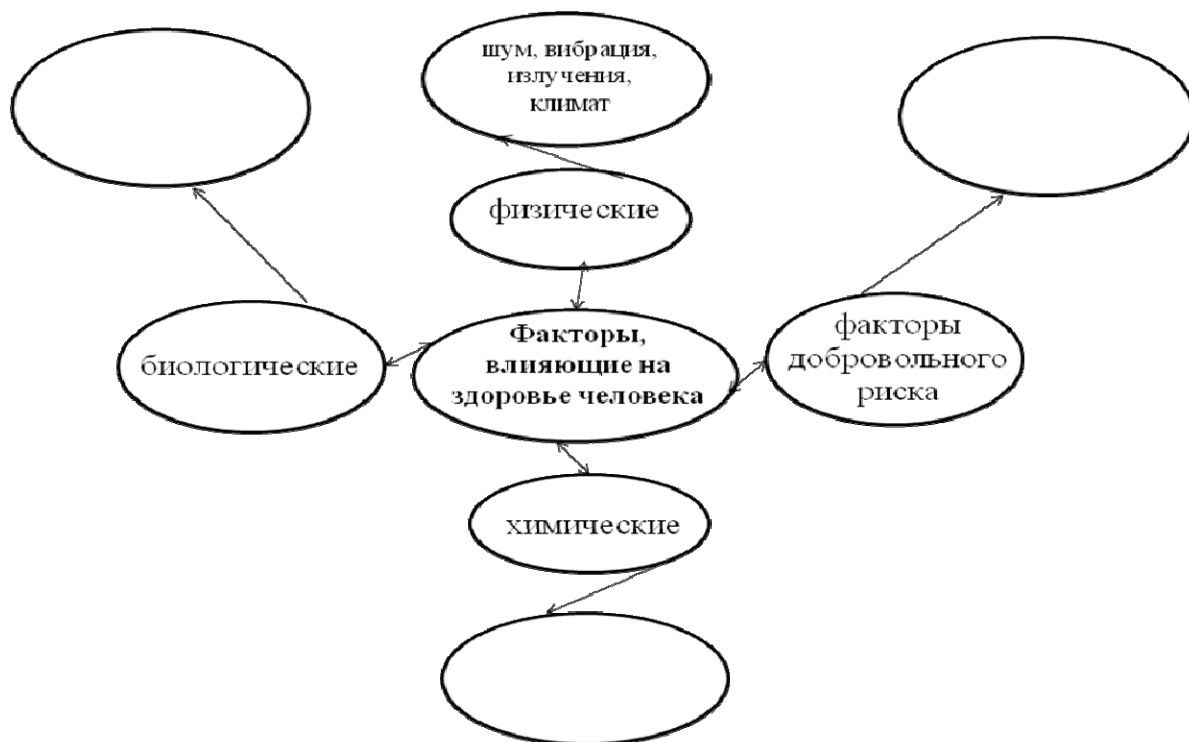 шум, вибрация,
излучения,
климат
физические
биологические
Факторы,
влияющие на
здоровье человека
факторы
добровольного
риска
химические